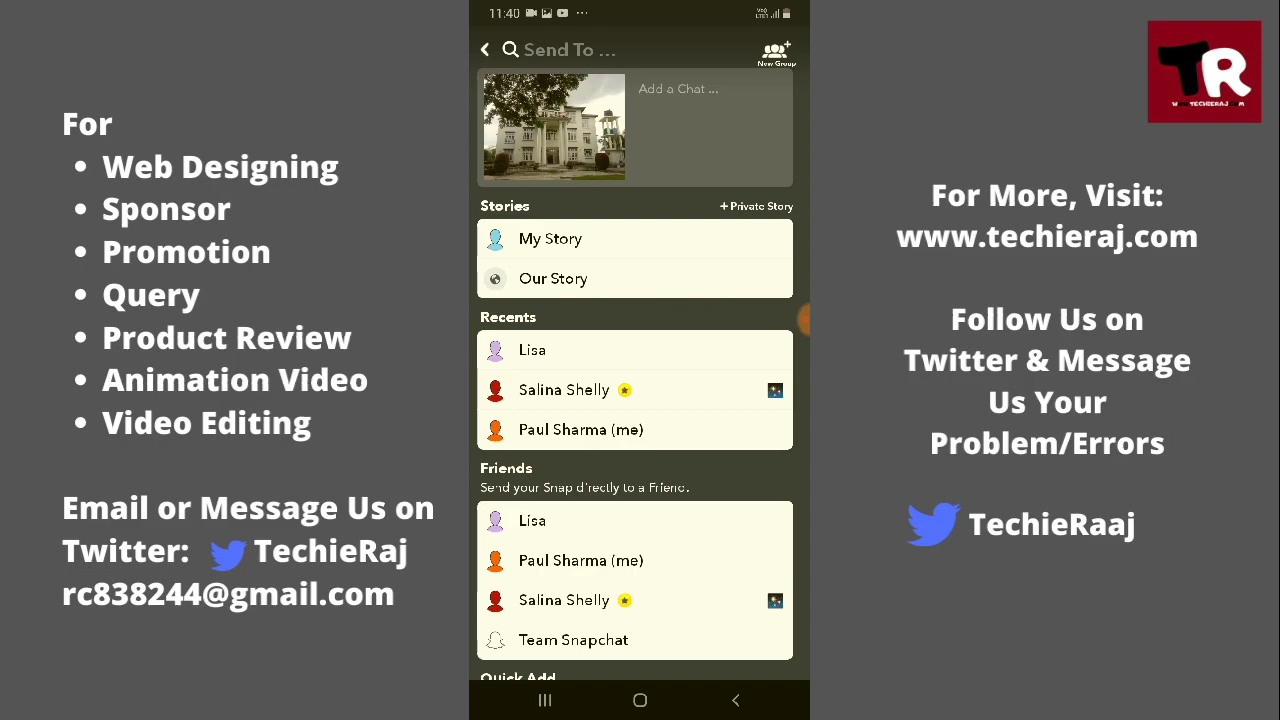 For
Web Designing
Sponsor
Promotion
Query
Product Review
Animation Video
Video Editing
Email or Message Us on
Twitter: TechieRaj
rc838244@gmail.com
11:40
Send To ...
New Group
Add a Chat ...
Stories
+ Private Story
My Story
Our Story
Recents
Lisa
Salina Shelly
Paul Sharma (me)
Friends
Send your Snap directly to a Friend.
Lisa
Paul Sharma (me)
Salina Shelly
Team Snapchat
Quick Add
TR
For More, Visit:
www.techieraj.com
Follow Us on
Twitter & Message
Us Your
Problem/Errors
TechieRaaj